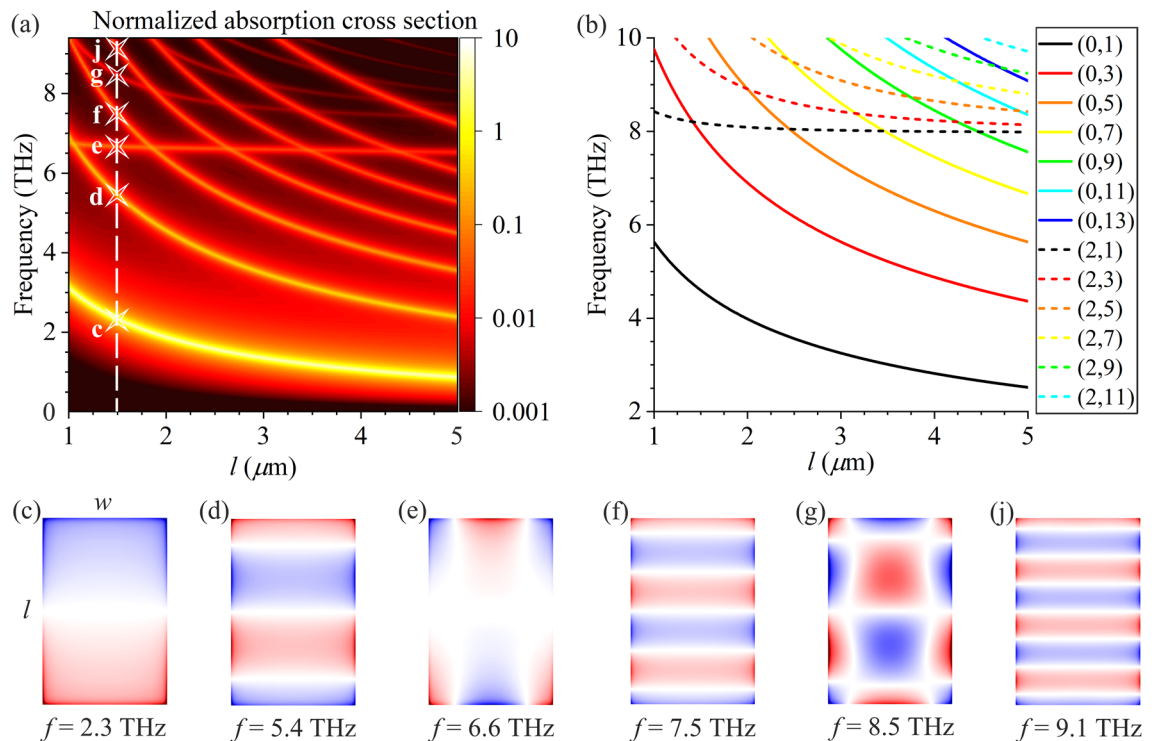 (a) Normalized absorption cross section
Frequency (THz)
8
6
4
2
0
1 2 3 4 5
l (μm)
j
g
f
e
d
c
10
1
0.1
0.01
0.001
(b)
Frequency (THz)
10
8
6
4
2
1 2 3 4 5
l (μm)
(0,1)
(0,3)
(0,5)
(0,7)
(0,9)
(0,11)
(0,13)
(2,1)
(2,3)
(2,5)
(2,7)
(2,9)
(2,11)
(c) w (d) (e) (f) (g) (j)
l
f = 2.3 THz f = 5.4 THz f = 6.6 THz f = 7.5 THz f = 8.5 THz f = 9.1 THz